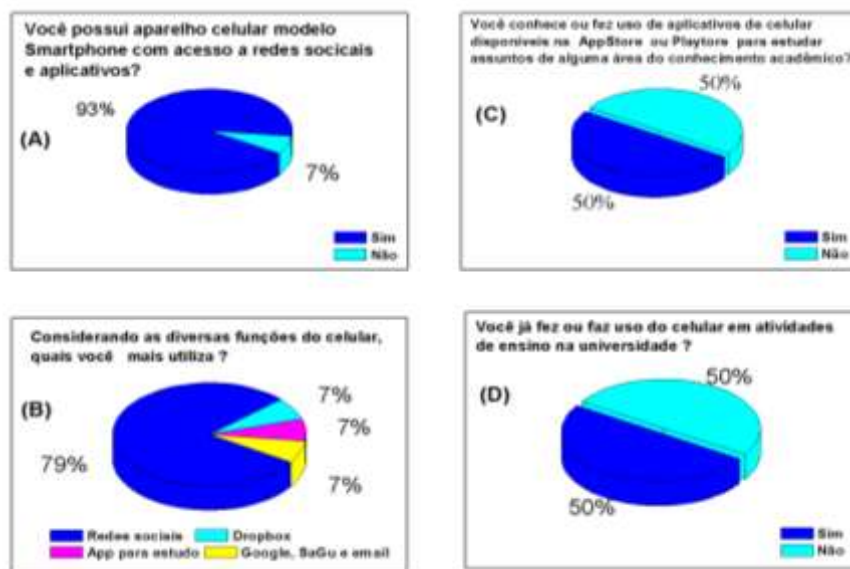 Você possui aparelho celular modelo
Smartphone com acesso a redes socicais
e aplicativos?
93%
(A)
7%
Sim
Não
Você conhece ou fez uso de aplicativos de celular
disponíveis na AppStore ou Playtore para estudar
assuntos de alguma área do conhecimento acadêmico?
50%
(C)
50%
Sim
Não
Considerando as diversas funções do celular,
quais você mais utiliza ?
(B)
7%
7%
79%
7%
Redes sociais Dropbox
App para estudo Google, SaGu e email
Você já fez ou faz uso do celular em atividades
de ensino na universidade ?
50%
(D)
50%
Sim
Não